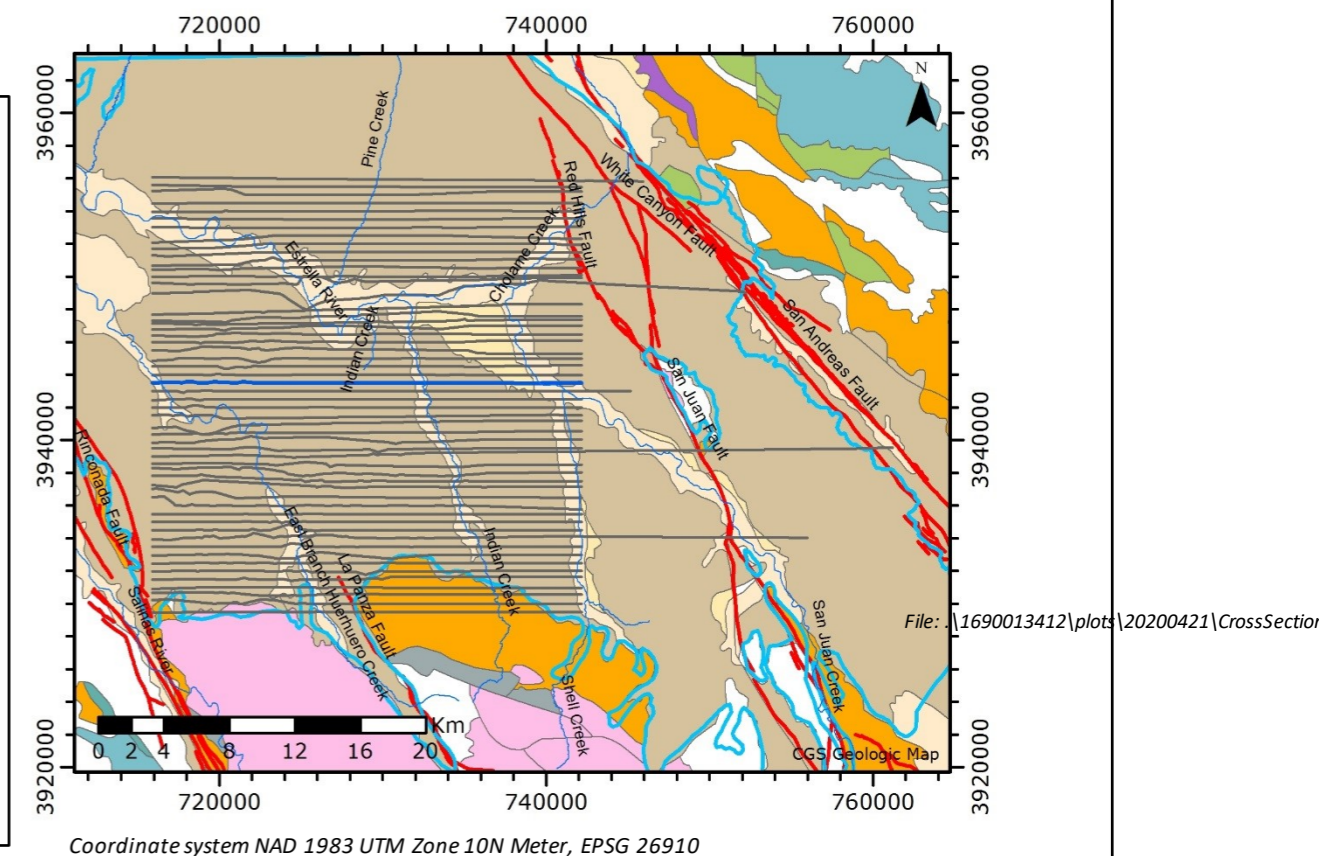 720000
740000
760000
3960000
3960000
N
Pine Creek
White Canyon Fault
Red Hills Fault
Cholame Creek
Estrella River
Indian Creek
San Andreas Fault
San Juan Fault
3940000
3940000
Rinconada Fault
East Branch Huerhuero Creek
La Panza Fault
Indian Creek
Salinas River
San Juan Creek
File: .\1690013412\plots\20200421\CrossSection
Shell Creek
Km
0 2 4 8 12 16 20
CGS Geologic Map
3920000
3920000
720000
740000
760000
Coordinate system NAD 1983 UTM Zone 10N Meter, EPSG 26910